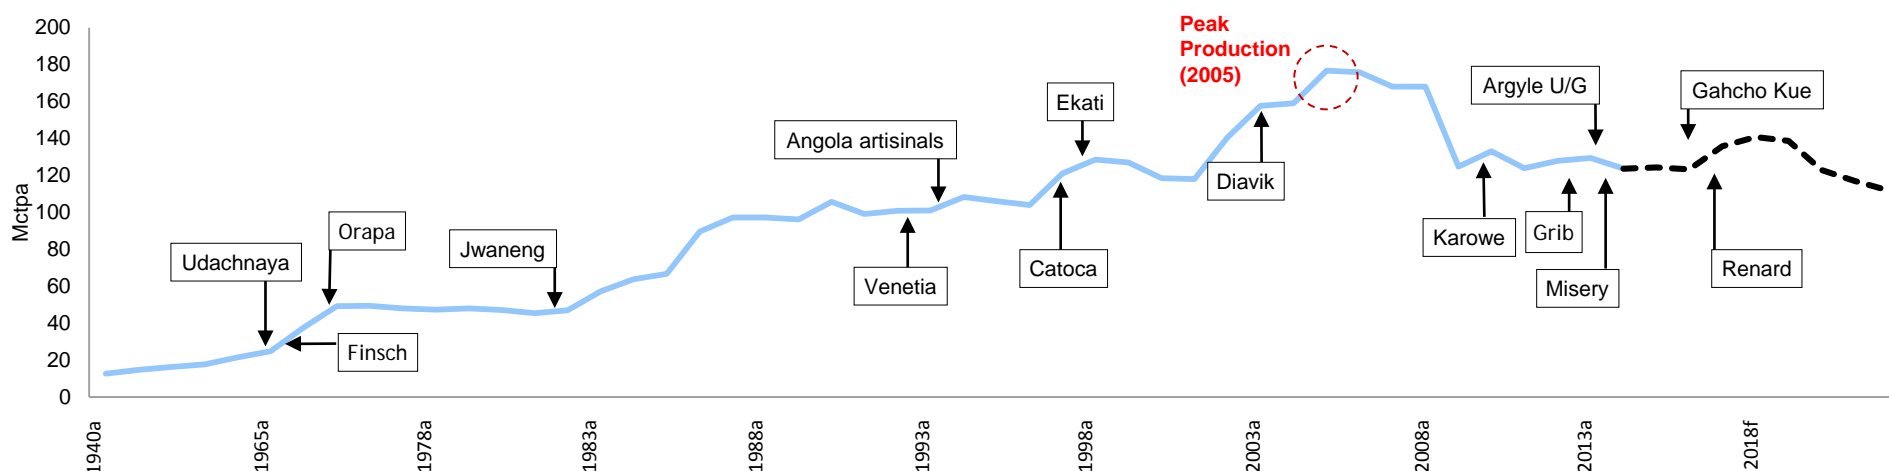 200
180
160
140
120
100
80
60
40
20
0
Mctpa
Peak
Production
(2005)
Udachnaya
Orapa
Finsch
Jwaneng
Angola artisinals
Venetia
Ekati
Catoca
Diavik
Karowe
Argyle U/G
Grib
Misery
Gahcho Kue
Renard
1940a
1965a
1978a
1983a
1988a
1993a
1998a
2003a
2008a
2013a
2018f